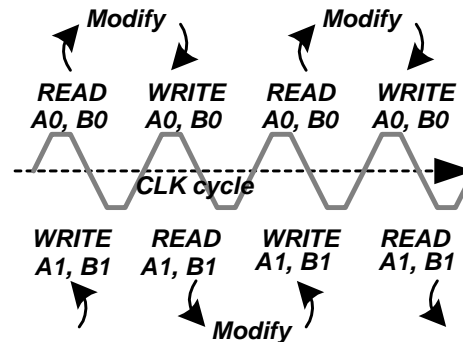 Modify
Modify
READ
A0, B0
WRITE
A0, B0
READ
A0, B0
WRITE
A0, B0
CLK cycle
WRITE
A1, B1
READ
A1, B1
WRITE
A1, B1
READ
A1, B1
Modify